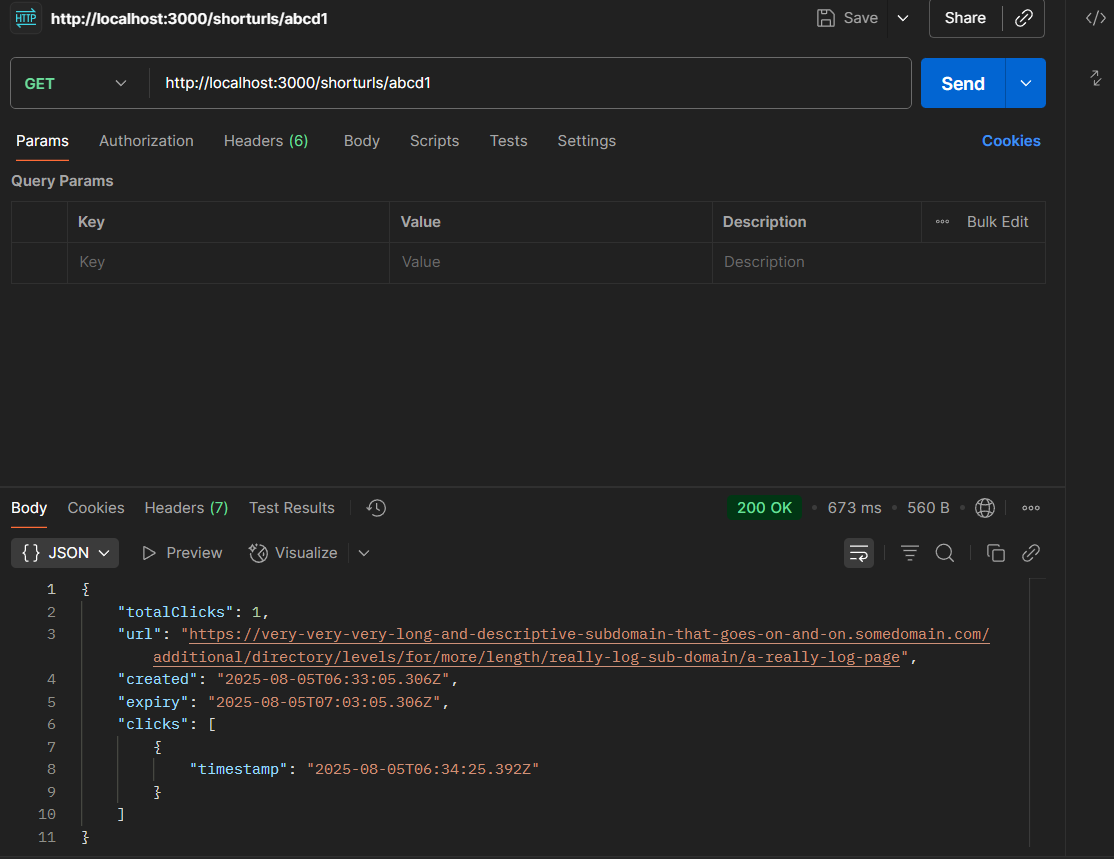 HTTP http://localhost:3000/shorturls/abcd1 Save Share </>
GET http://localhost:3000/shorturls/abcd1 Send
Params Authorization Headers (6) Body Scripts Tests Settings Cookies
Query Params
Key Value Description ooo Bulk Edit
Key Value Description
Body Cookies Headers (7) Test Results 200 OK • 673 ms • 560 B • ooo
{} JSON Preview Visualize
1 {
2 "totalClicks": 1,
3 "url": "https://very-very-very-long-and-descriptive-subdomain-that-goes-on-and-on.somedomain.com/
additional/directory/levels/for/more/length/really-log-sub-domain/a-really-log-page",
4 "created": "2025-08-05T06:33:05.306Z",
5 "expiry": "2025-08-05T07:03:05.306Z",
6 "clicks": [
7 {
8 "timestamp": "2025-08-05T06:34:25.392Z"
9 }
10 ]
11 }